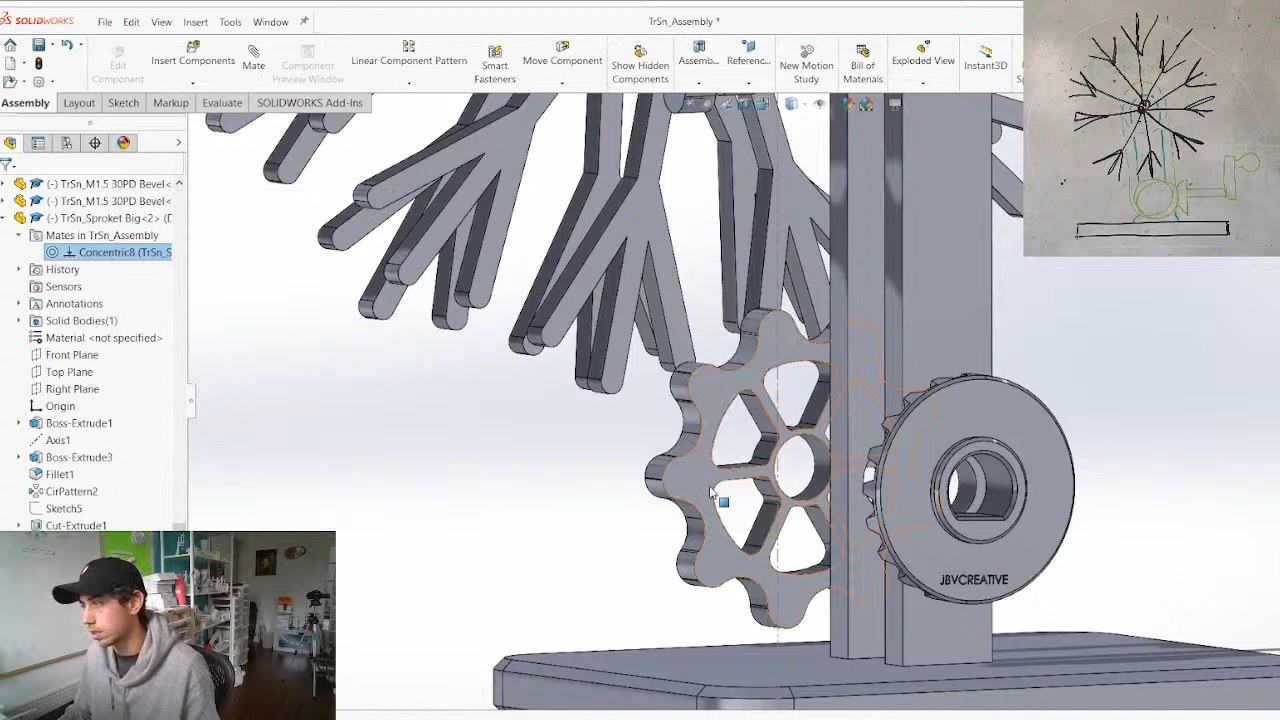 SOLIDWORKS
File
Edit
View
Insert
Tools
Window
TrSn_Assembly *
Edit Component
Insert Components
Mate
Component Preview Window
Linear Component Pattern
Smart Fasteners
Move Component
Show Hidden Components
Assemb...
Referenc...
New Motion Study
Bill of Materials
Exploded View
Instant3D
Assembly
Layout
Sketch
Markup
Evaluate
SOLIDWORKS Add-Ins
(-) TrSn_M1.5 30PD Bevel<
(-) TrSn_M1.5 30PD Bevel<
(-) TrSn_Sproket Big<2> (D
Mates in TrSn_Assembly
Concentric8 (TrSn_S
History
Sensors
Annotations
Solid Bodies(1)
Material <not specified>
Front Plane
Top Plane
Right Plane
Origin
Boss-Extrude1
Axis1
Boss-Extrude3
Fillet1
CirPattern2
Sketch5
Cut-Extrude1
JBVCREATIVE